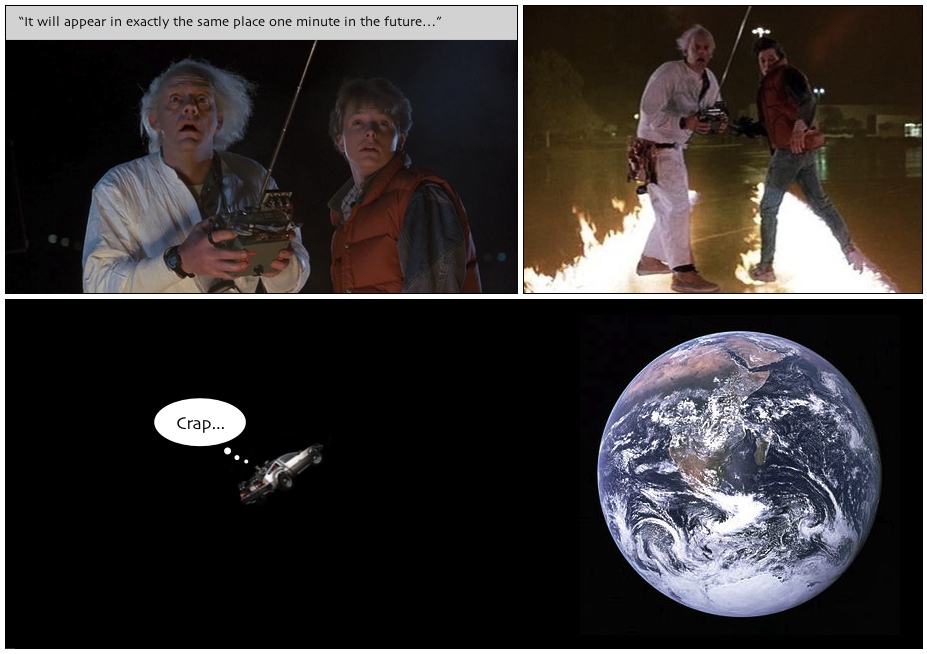 “It will appear in exactly the same place one minute in the future…”
Crap...